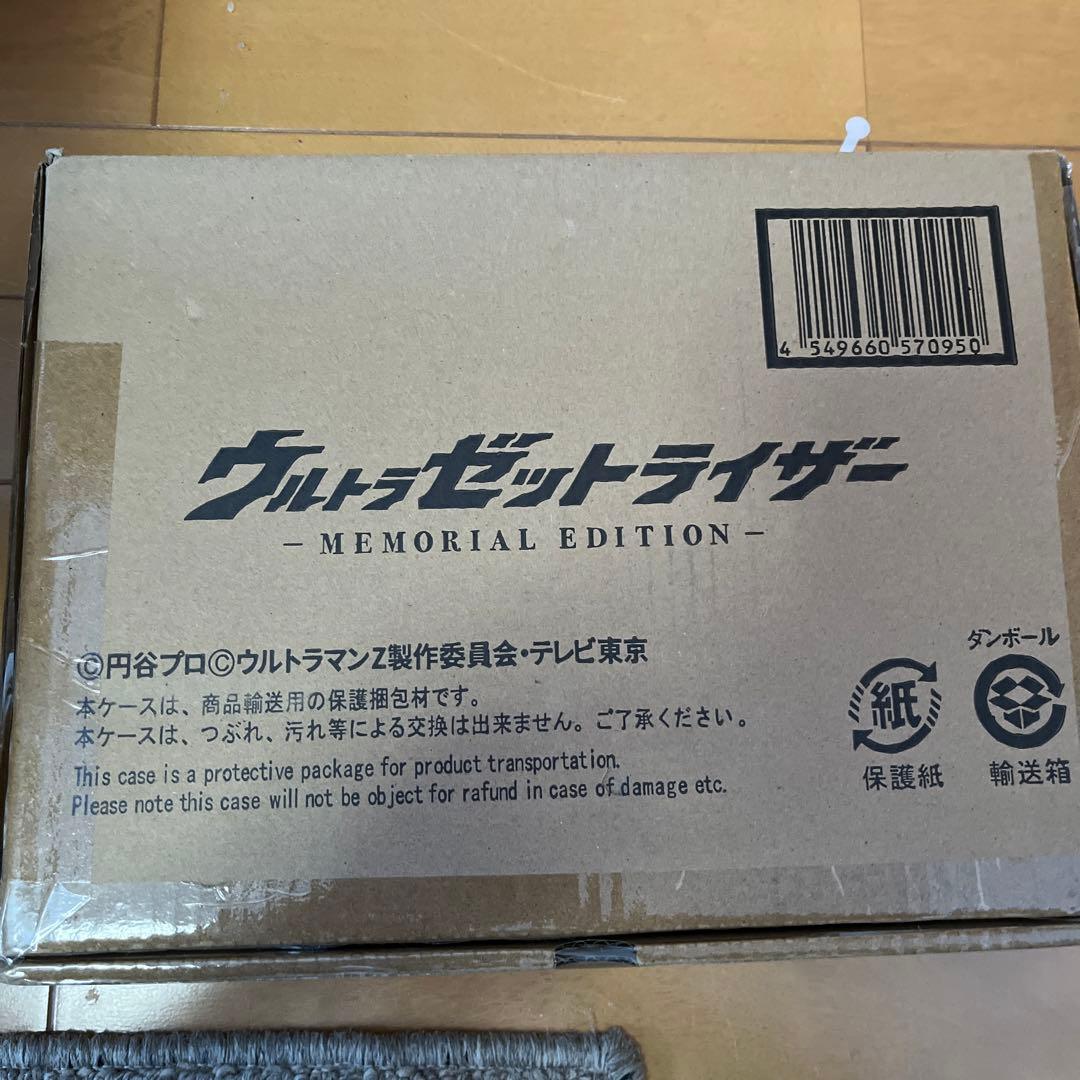 4 549660 570950
ウルトラゼットライザー
－MEMORIAL EDITION－
©円谷プロ©ウルトラマンZ製作委員会・テレビ東京
本ケースは、商品輸送用の保護梱包材です。
本ケースは、つぶれ、汚れ等による交換は出来ません。ご了承ください。
This case is a protective package for product transportation.
Please note this case will not be object for rafund in case of damage etc.
紙
保護紙
ダンボール
輸送箱